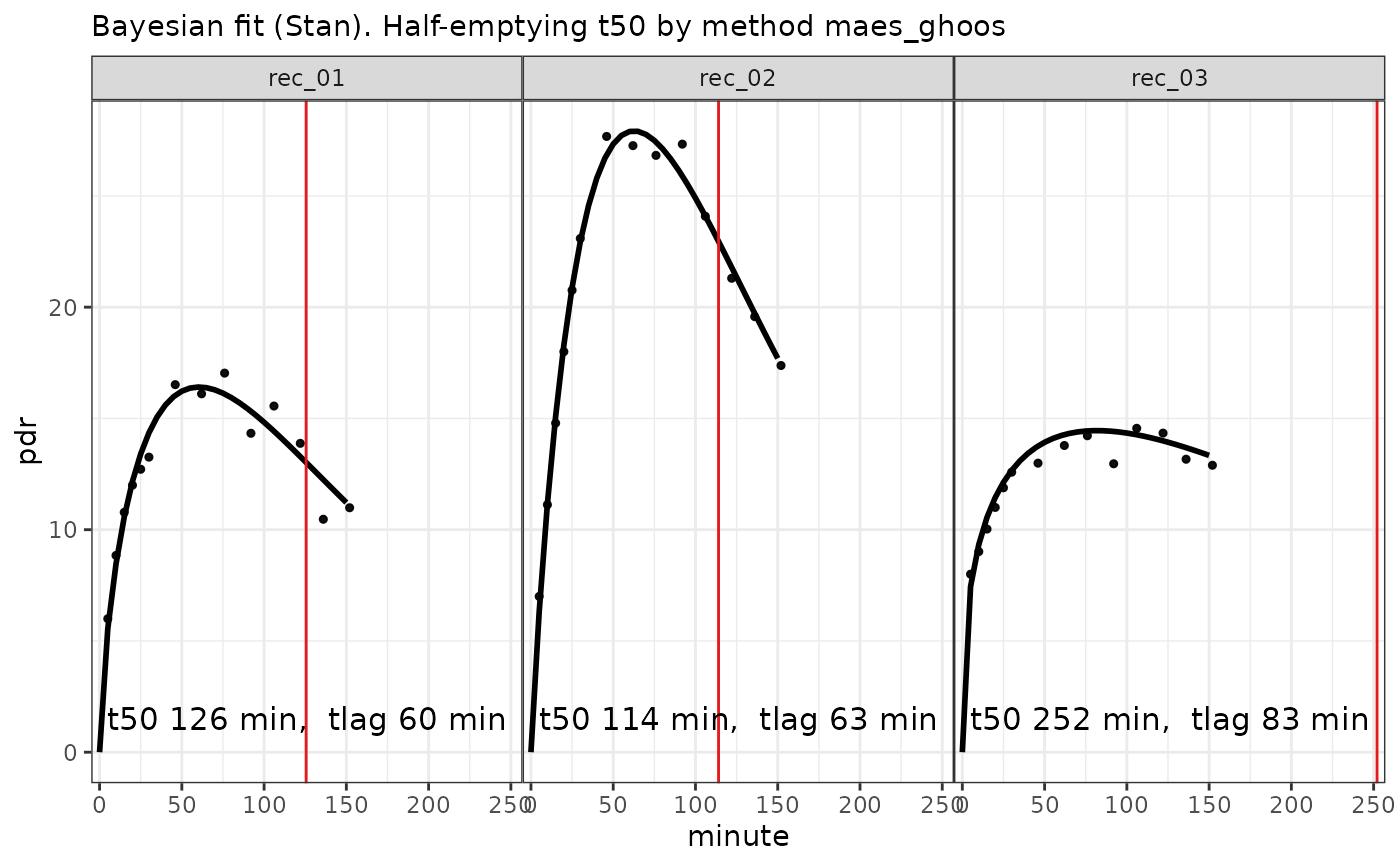 Bayesian fit (Stan). Half-emptying t50 by method maes_ghoos
rec_01 rec_02 rec_03
pdr
20
10
0
t50 126 min, tlag 60 min t50 114 min, tlag 63 min t50 252 min, tlag 83 min
0 50 100 150 200 250 0 50 100 150 200 250 0 50 100 150 200 250
minute